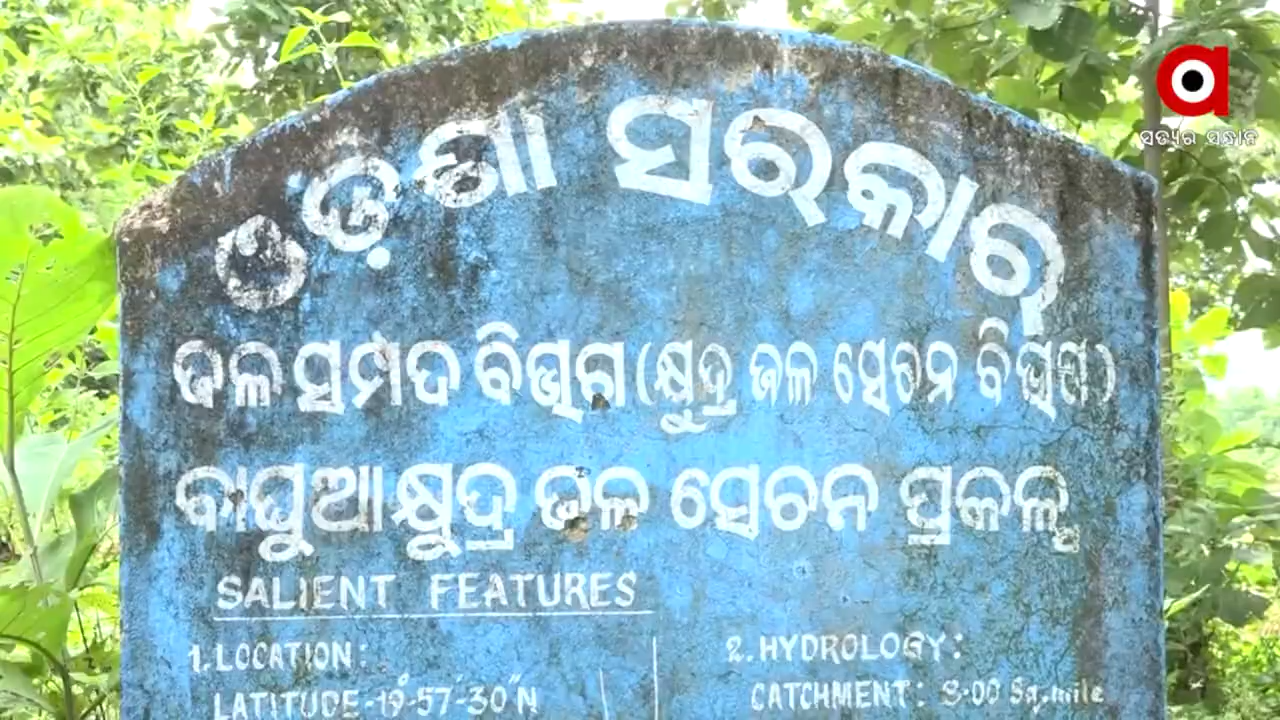 ଓଡ଼ିଶା ସରକାର
ଜଳ ସମ୍ପଦ ବିଭାଗ (କ୍ଷୁଦ୍ର ଜଳ ସେଚନ ବିଭାଗ)
ବାଘୁଆ କ୍ଷୁଦ୍ର ଜଳ ସେଚନ ପ୍ରକଳ୍ପ
SALIENT FEATURES
1. LOCATION:
LATITUDE-19°-57'-30"N
2. HYDROLOGY:
CATCHMENT: 3.00 Sq.mile
a
ସତ୍ୟର ସନ୍ଧାନ